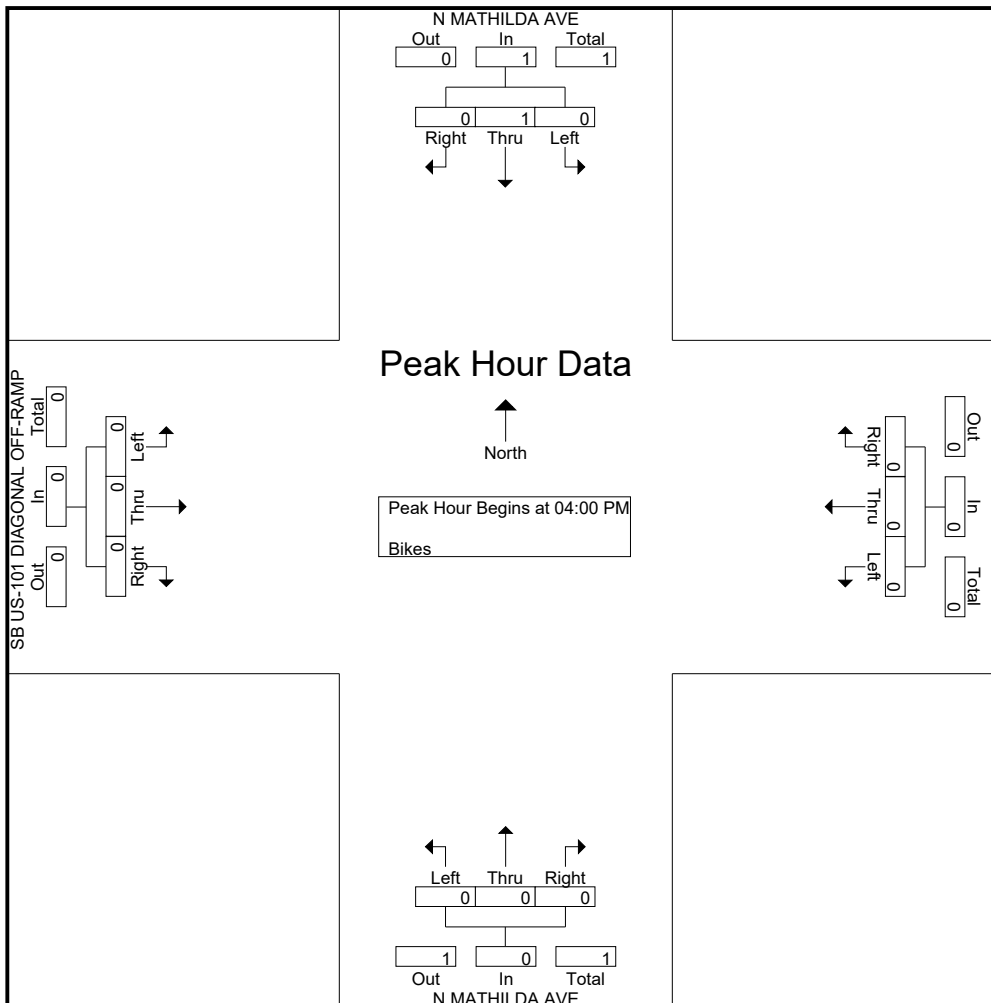 N MATHILDA AVE
Out In Total
0 1 1
0 1 0
Right Thru Left
Peak Hour Data
North
Peak Hour Begins at 04:00 PM
Bikes
SB US-101 DIAGONAL OFF-RAMP
Out In Total
0 0 0
0 0 0
Right Thru Left
Out In Total
0 0 0
Right Thru Left
0 0 0
Left Thru Right
0 0 0
1 0 1
Out In Total
N MATHILDA AVE